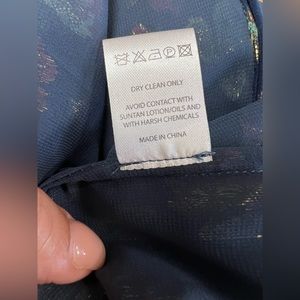 DRY CLEAN ONLY
AVOID CONTACT WITH
SUNTAN LOTION/OILS AND
WITH HARSH CHEMICALS
MADE IN CHINA